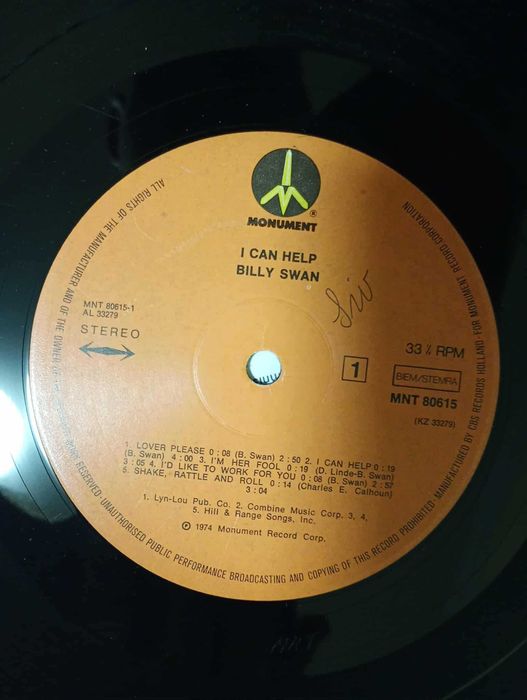 MONUMENT ®
I CAN HELP
BILLY SWAN
Siv
MNT 80615-1
AL 33279
STEREO
33 ⅓ RPM
1
BIEM/STEMRA
MNT 80615
(KZ 33279)
1. LOVER PLEASE 0:08 (B. Swan) 2:50 2. I CAN HELP 0:19
(B. Swan) 4:00 3. I'M HER FOOL 0:19 (D. Linde-B. Swan)
3:05 4. I'D LIKE TO WORK FOR YOU 0:08 (B. Swan) 2:57
5. SHAKE, RATTLE AND ROLL 0:14 (Charles E. Calhoun)
3:04
1. Lyn-Lou Pub. Co. 2. Combine Music Corp. 3, 4,
5. Hill & Range Songs, Inc.
℗ 1974 Monument Record Corp.
ALL RIGHTS OF THE MANUFACTURER AND OF THE OWNER OF RESERVED. UNAUTHORISED PUBLIC PERFORMANCE BROADCASTING AND COPYING OF THIS RECORD PROHIBITED. MANUFACTURED BY CBS RECORDS HOLLAND - FOR MONUMENT RECORD CORPORATION